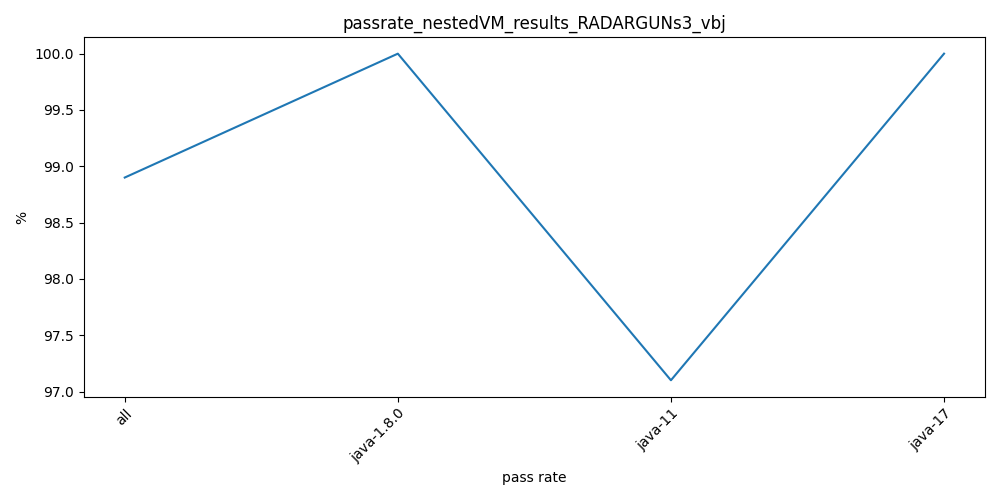 passrate_nestedVM_results_RADARGUNs3_vbj
100.0
99.5
99.0
98.5
98.0
97.5
97.0
%
all
java-1.8.0
java-11
java-17
pass rate